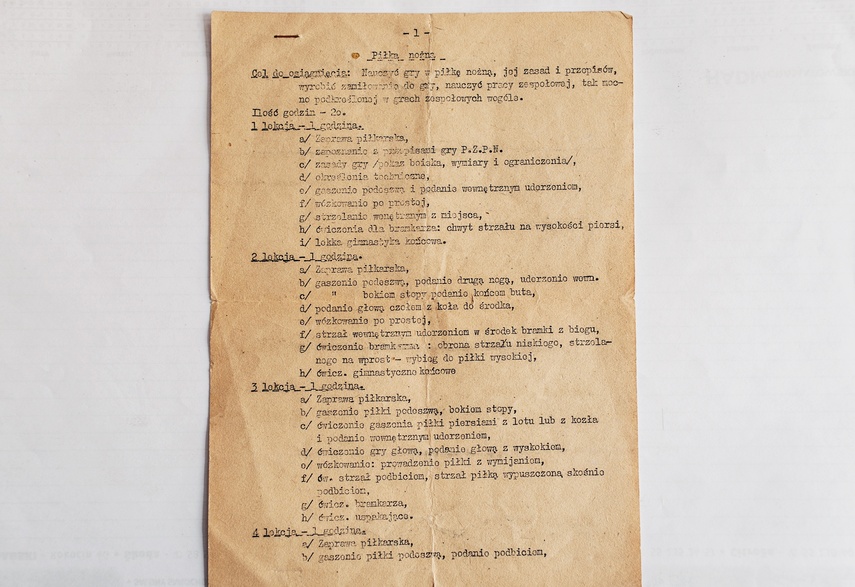 - 1 -
Piłka nożna
Cel do osiągnięcia: Nauczyć gry w piłkę nożną, jej zasad i przepisów,
wyrobić zamiłowanie do gry, nauczyć pracy zespołowej, tak moc-
no podkreślonej w grach zespołowych wogóle.
Ilość godzin - 2o.
1 lekcja - 1 godzina.
a/ Zaprawa piłkarska,
b/ zapoznanie z przepisami gry P.Z.P.N.
c/ zasady gry /pokaz boiska, wymiary i ograniczenia/,
d/ określenia techniczne,
e/ gaszenie podeszwą i podanie wewnętrznym uderzeniem,
f/ wózkowanie po prostej,
g/ strzelanie wewnętrznym z miejsca,
h/ ćwiczenia dla bramkarza: chwyt strzału na wysokości piersi,
i/ lekka gimnastyka końcowa.
2 lekcja - 1 godzina.
a/ Zaprawa piłkarska,
b/ gaszenie podeszwą, podanie drugą nogą, uderzenie wewn.
c/ " bokiem stopy podanie końcem buta,
d/ podanie głową czołem z koła do środka,
e/ wózkowanie po prostej,
f/ strzał wewnętrznym uderzeniem w środek bramki z biegu,
g/ ćwiczenie bramkarza : obrona strzału niskiego, strzela-
nego na wprost - wybieg do piłki wysokiej,
h/ ćwicz. gimnastyczne końcowe
3 lekcja - 1 godzina.
a/ Zaprawa piłkarska,
b/ gaszenie piłki podeszwą, bokiem stopy,
c/ ćwiczenie gaszenia piłki piersiami z lotu lub z kozła
i podanie wewnętrznym uderzeniem,
d/ ćwiczenie gry głową, podanie głową z wyskokiem,
e/ wózkowanie: prowadzenie piłki z wymijaniem,
f/ ćw. strzał podbiciem, strzał piłką wypuszczoną skośnie
podbiciem,
g/ ćwicz. bramkarza,
h/ ćwicz. uspakające.
4 lekcja - 1 godzina.
a/ Zaprawa piłkarska,
b/ gaszenie piłki podeszwą, podanie podbiciem,